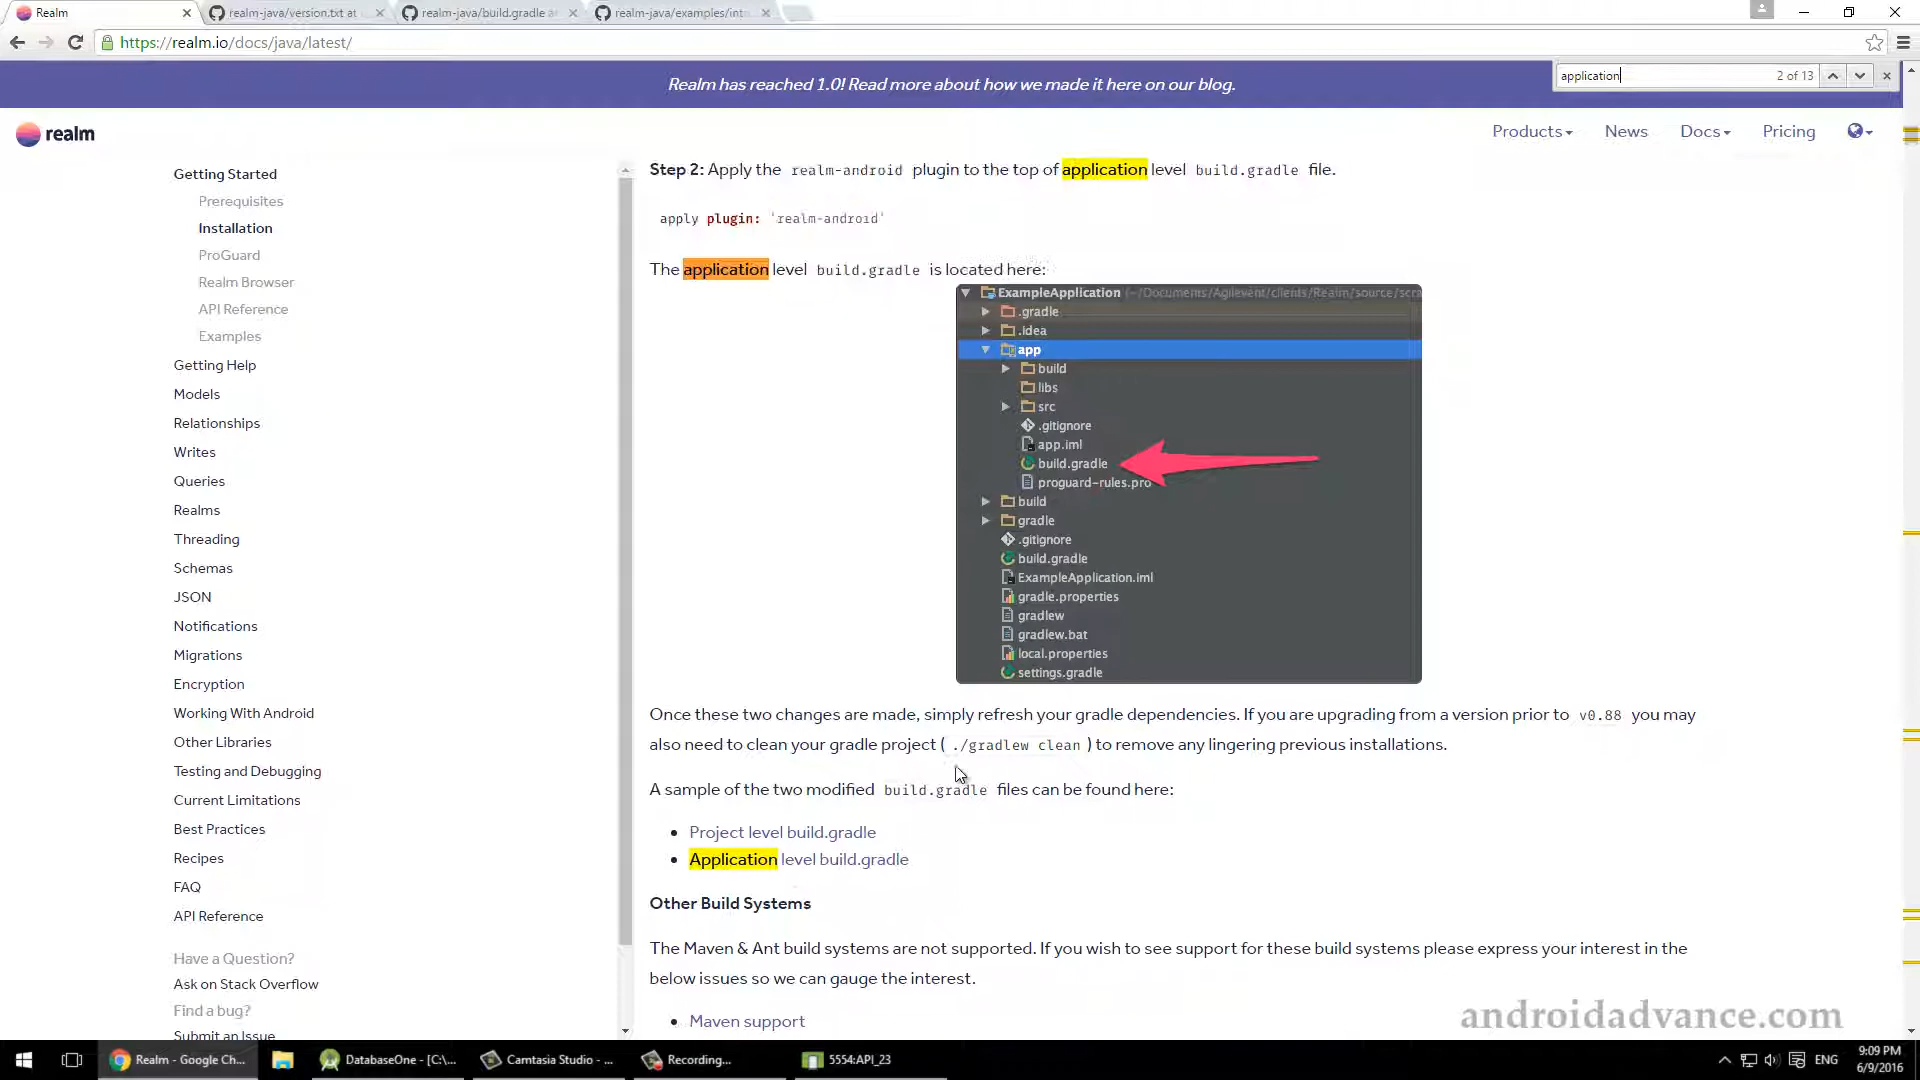 Realm
realm-java/version.txt at
realm-java/build.gradle a
realm-java/examples/int
https://realm.io/docs/java/latest/
Realm has reached 1.0! Read more about how we made it here on our blog.
application
2 of 13
realm
Products
News
Docs
Pricing
Getting Started
Prerequisites
Installation
ProGuard
Realm Browser
API Reference
Examples
Getting Help
Models
Relationships
Writes
Queries
Realms
Threading
Schemas
JSON
Notifications
Migrations
Encryption
Working With Android
Other Libraries
Testing and Debugging
Current Limitations
Best Practices
Recipes
FAQ
API Reference
Have a Question?
Ask on Stack Overflow
Find a bug?
Submit an Issue
Step 2: Apply the realm-android plugin to the top of application level build.gradle file.
apply plugin: 'realm-android'
The application level build.gradle is located here:
ExampleApplication (~/Documents/Agilevent/clients/Realm/source/scra
.gradle
.idea
app
build
libs
src
.gitignore
app.iml
build.gradle
proguard-rules.pro
build
gradle
.gitignore
build.gradle
ExampleApplication.iml
gradle.properties
gradlew
gradlew.bat
local.properties
settings.gradle
Once these two changes are made, simply refresh your gradle dependencies. If you are upgrading from a version prior to v0.88 you may
also need to clean your gradle project ( ./gradlew clean ) to remove any lingering previous installations.
A sample of the two modified build.gradle files can be found here:
• Project level build.gradle
• Application level build.gradle
Other Build Systems
The Maven & Ant build systems are not supported. If you wish to see support for these build systems please express your interest in the
below issues so we can gauge the interest.
• Maven support
androidadvance.com
Realm - Google Ch...
DatabaseOne - [C:\...
Camtasia Studio - ...
Recording...
5554:API_23
ENG
9:09 PM
6/9/2016